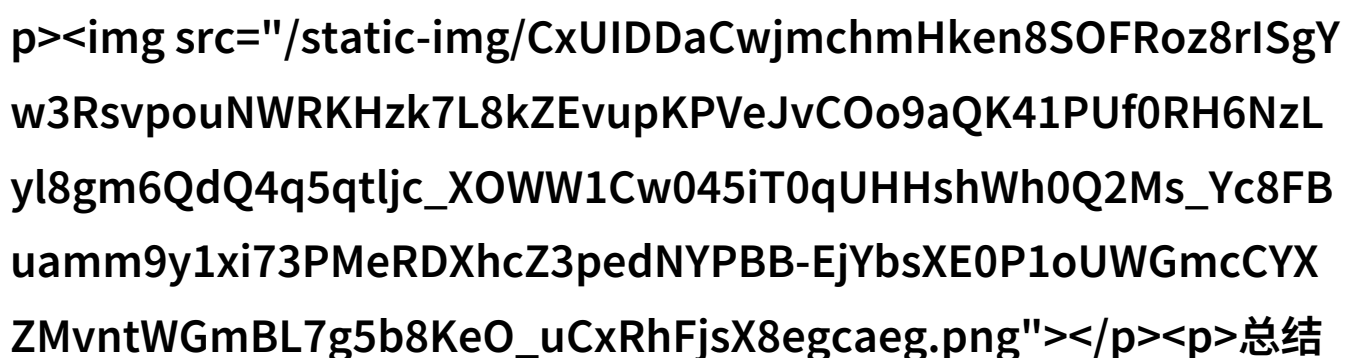 p><img src="/static-img/CxUIDDaCwjmchmHken8SOFRoz8rISgY
w3RsvpouNWRKHzk7L8kZEvupKPVeJvCOo9aQK41PUf0RH6NzL
yl8gm6QdQ4q5qtljc_XOWW1Cw045iT0qUHHshWh0Q2Ms_Yc8FB
uamm9y1xi73PMeRDXhcZ3pedNYPBB-EjYbsXE0P1oUWGmcCYX
ZMvntWGmBL7g5b8KeO_uCxRhFjsX8egcaeg.png"></p><p>总结